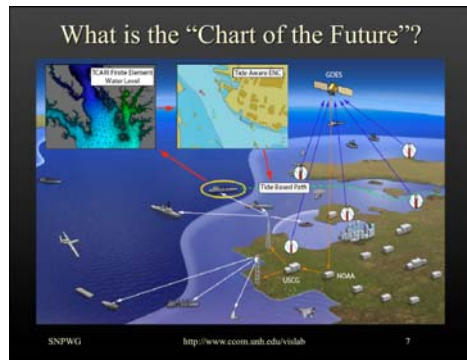 What is the “Chart of the Future”?
TCARI Finite Element
Water Level
Tide Aware ENC
GOES
Tide Based Path
USCG
NOAA
SNPWG
http://www.ccom.unh.edu/vislab
7